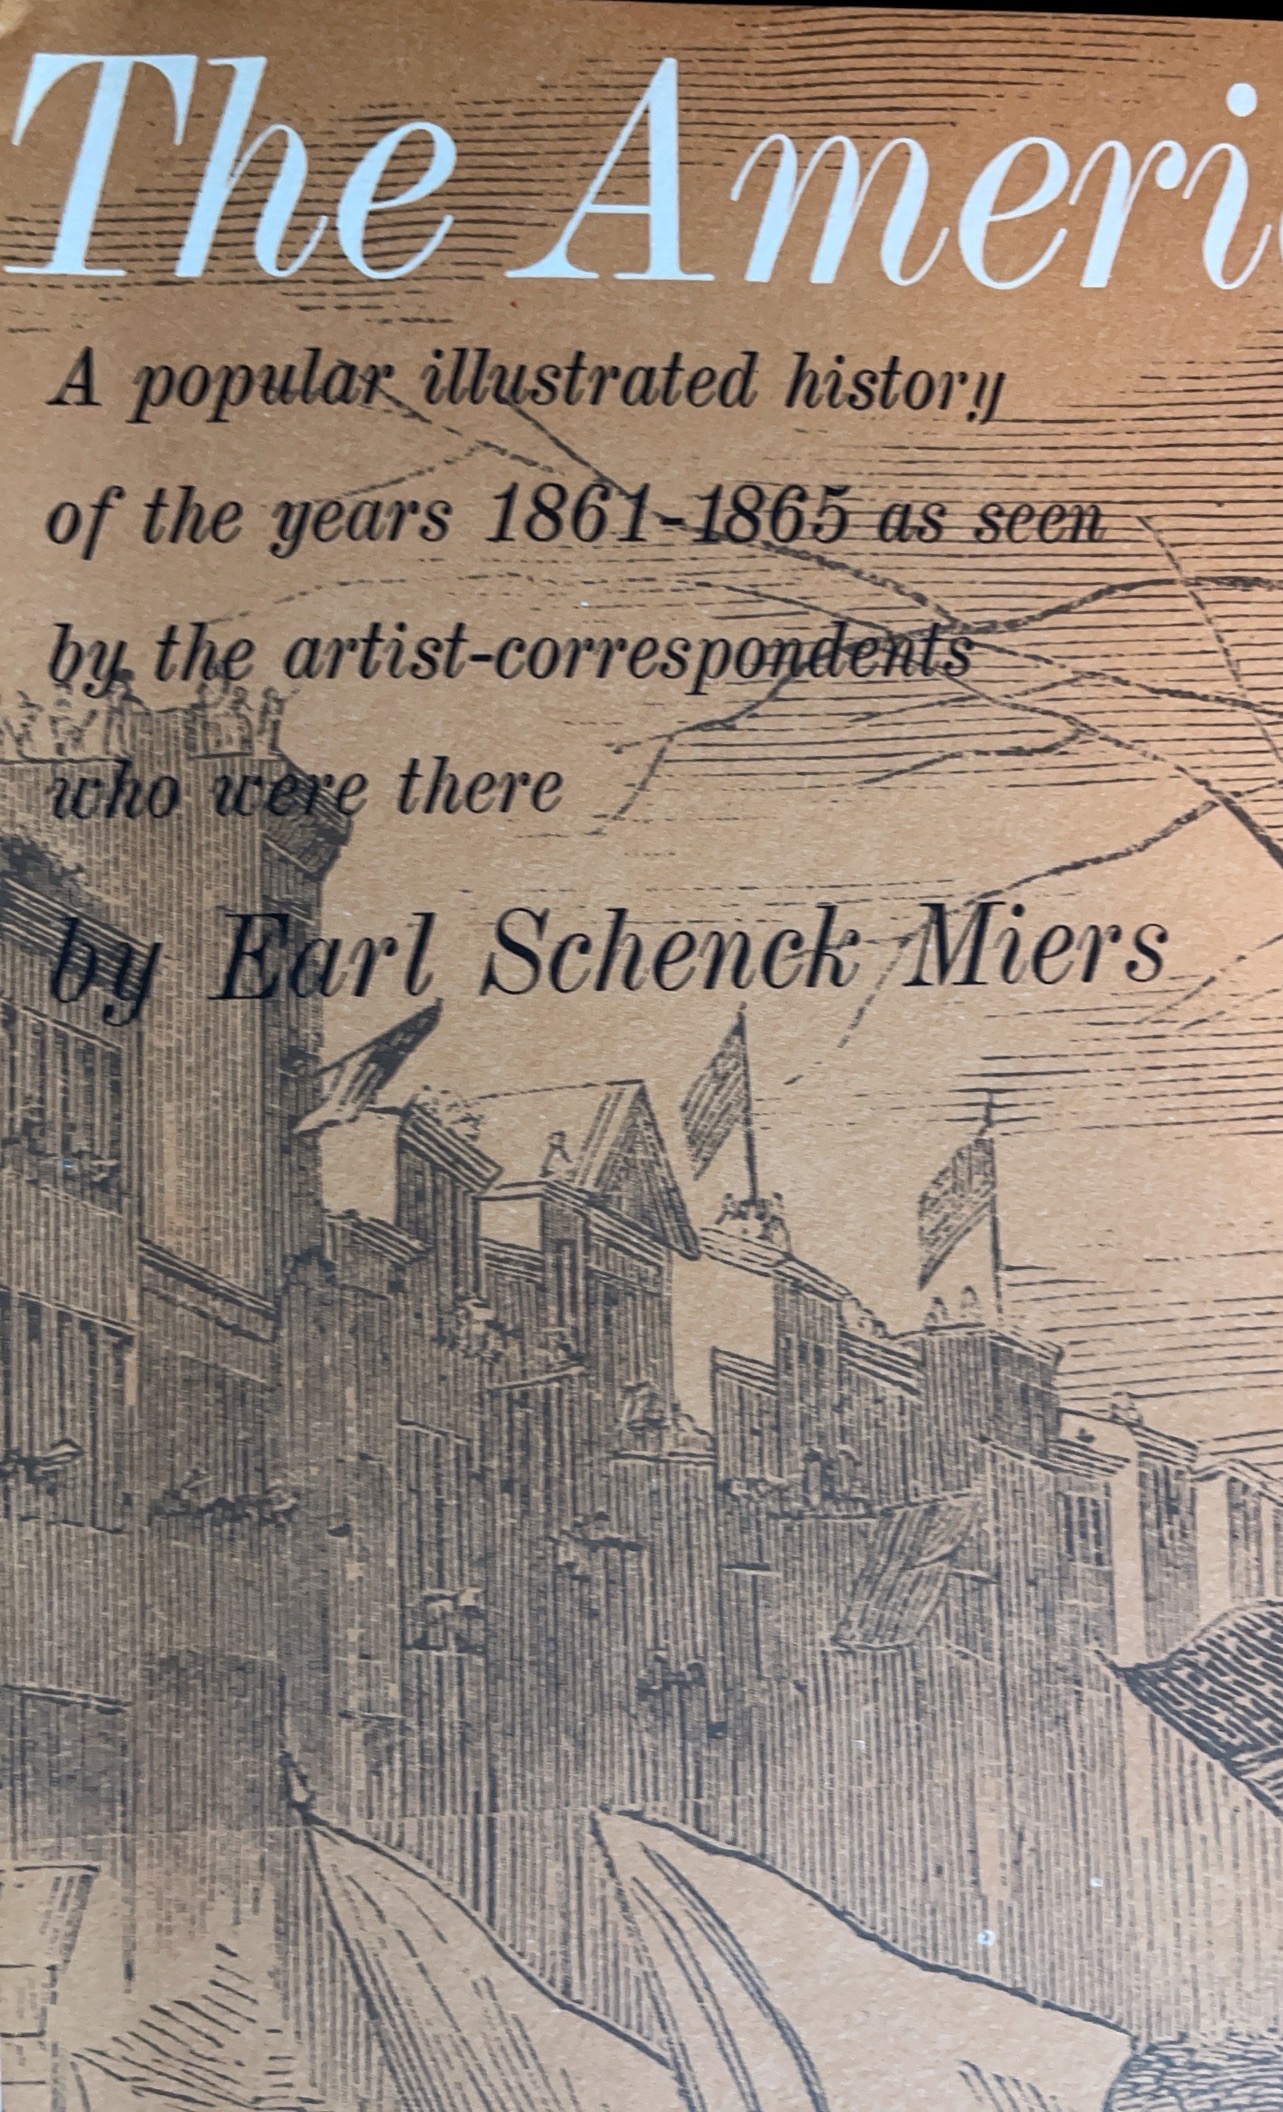 The Ameri
A popular illustrated history
of the years 1861-1865 as seen
by the artist-correspondents
who were there
by Earl Schenck Miers